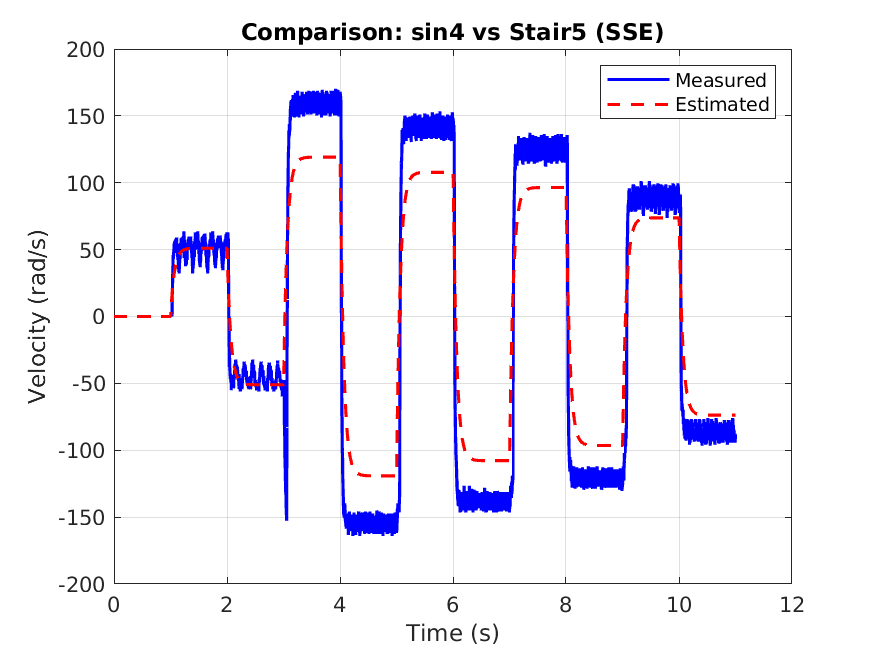 Comparison: sin4 vs Stair5 (SSE)
Measured
Estimated
200
150
100
50
0
-50
-100
-150
-200
Velocity (rad/s)
0 2 4 6 8 10 12
Time (s)